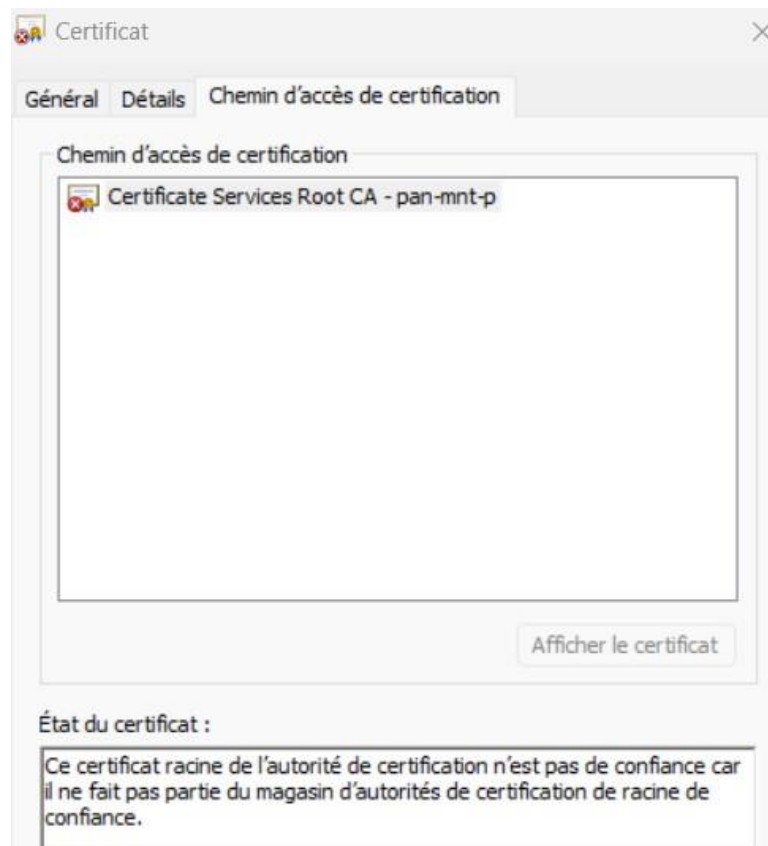 Certificat
Général Détails Chemin d'accès de certification
Chemin d'accès de certification
Certificate Services Root CA - pan-mnt-p
Afficher le certificat
État du certificat :
Ce certificat racine de l'autorité de certification n'est pas de confiance car
il ne fait pas partie du magasin d'autorités de certification de racine de
confiance.